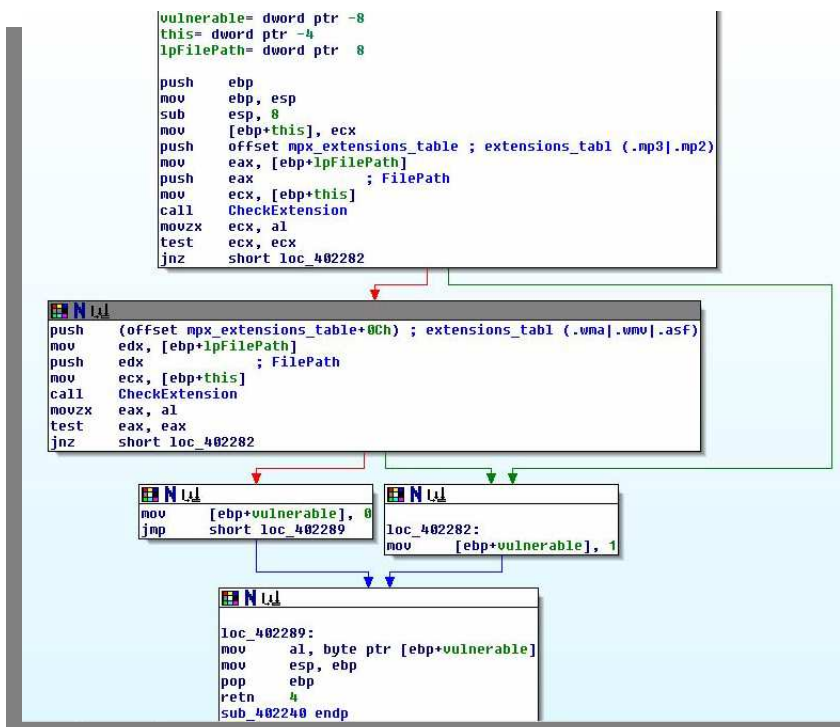 vulnerable= dword ptr -8
this= dword ptr -4
lpFilePath= dword ptr  8
push    ebp
mov     ebp, esp
sub     esp, 8
mov     [ebp+this], ecx
push    offset mpx_extensions_table ; extensions_tabl (.mp3|.mp2)
mov     eax, [ebp+lpFilePath]
push    eax             ; FilePath
mov     ecx, [ebp+this]
call    CheckExtension
movzx   ecx, al
test    ecx, ecx
jnz     short loc_402282
push    (offset mpx_extensions_table+0Ch) ; extensions_tabl (.wma|.wmv|.asf)
mov     edx, [ebp+lpFilePath]
push    edx             ; FilePath
mov     ecx, [ebp+this]
call    CheckExtension
movzx   eax, al
test    eax, eax
jnz     short loc_402282
mov     [ebp+vulnerable], 0
jmp     short loc_402289
loc_402282:
mov     [ebp+vulnerable], 1
loc_402289:
mov     al, byte ptr [ebp+vulnerable]
mov     esp, ebp
pop     ebp
retn    4
sub_402240 endp